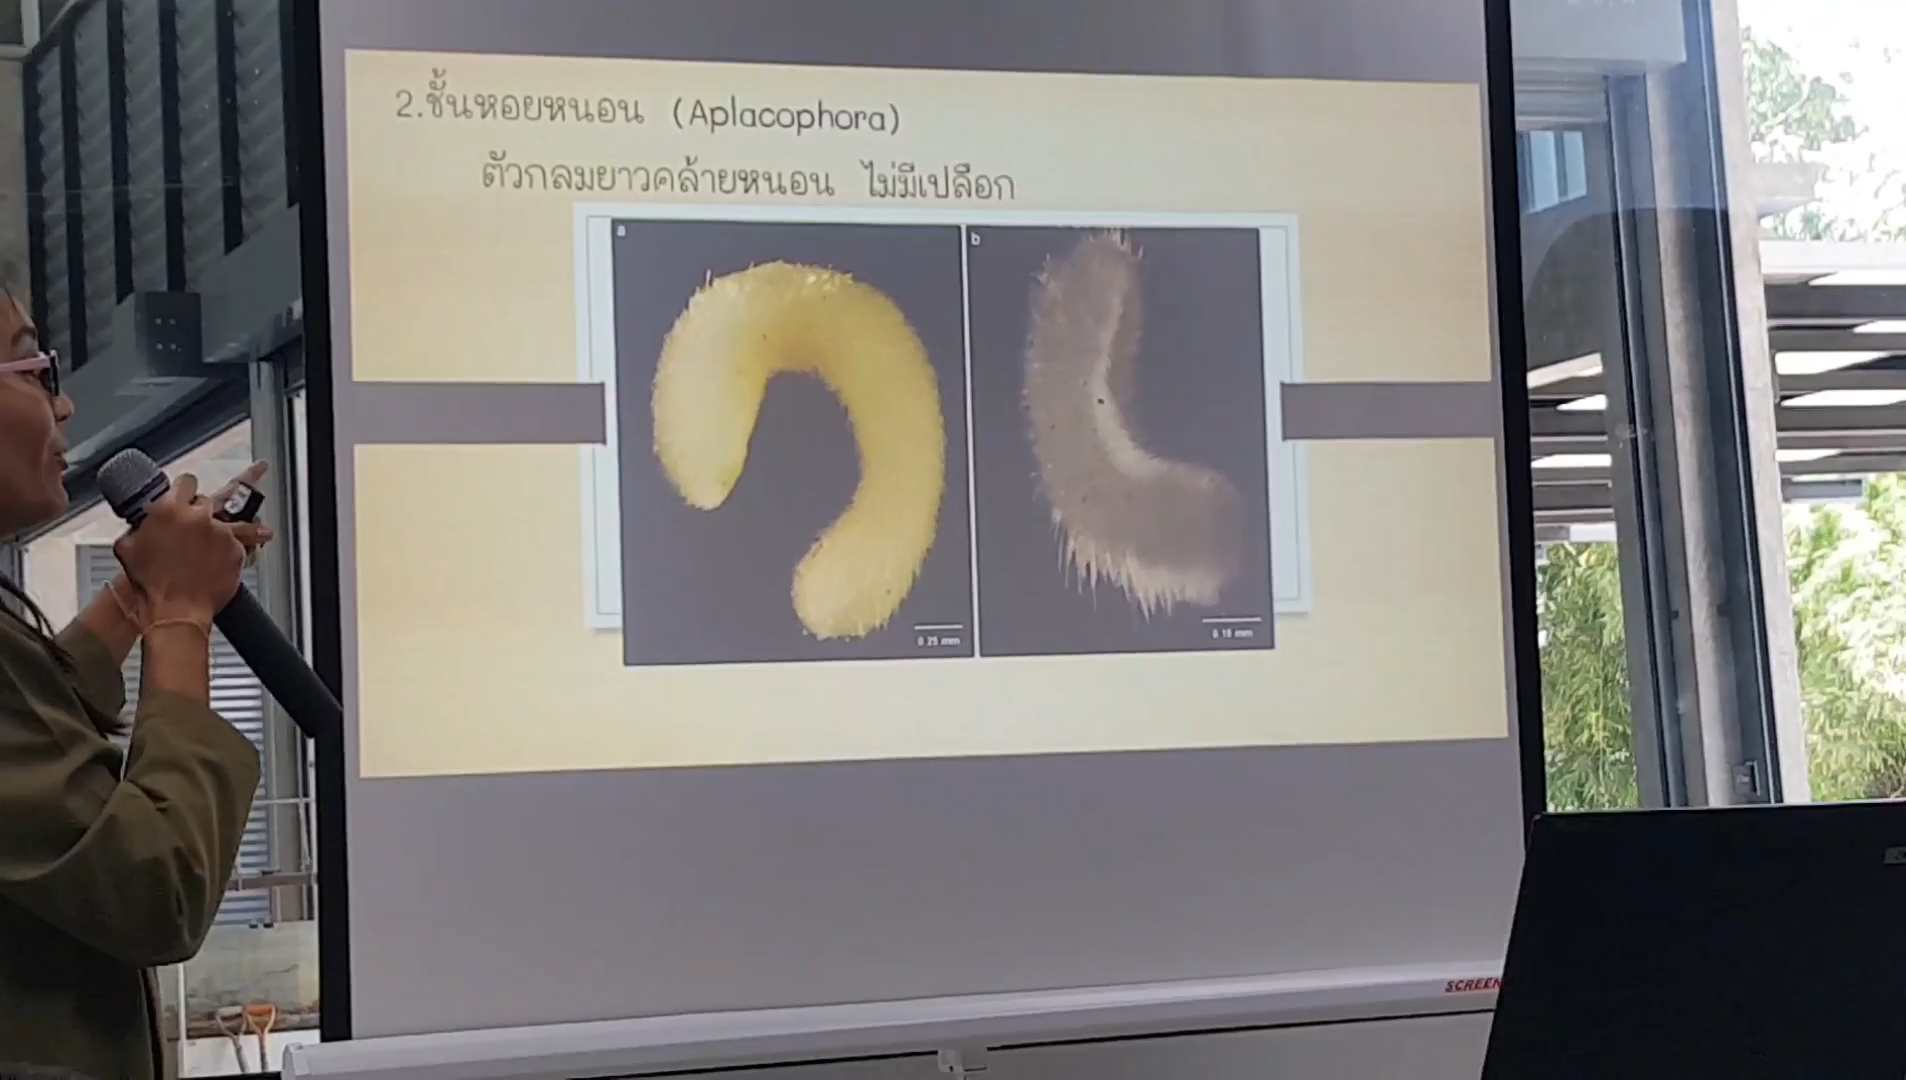 2.ชั้นหอยหนอน (Aplacophora)
ตัวกลมยาวคล้ายหนอน ไม่มีเปลือก
a
b
0.25 mm
0.15 mm
SCREEN